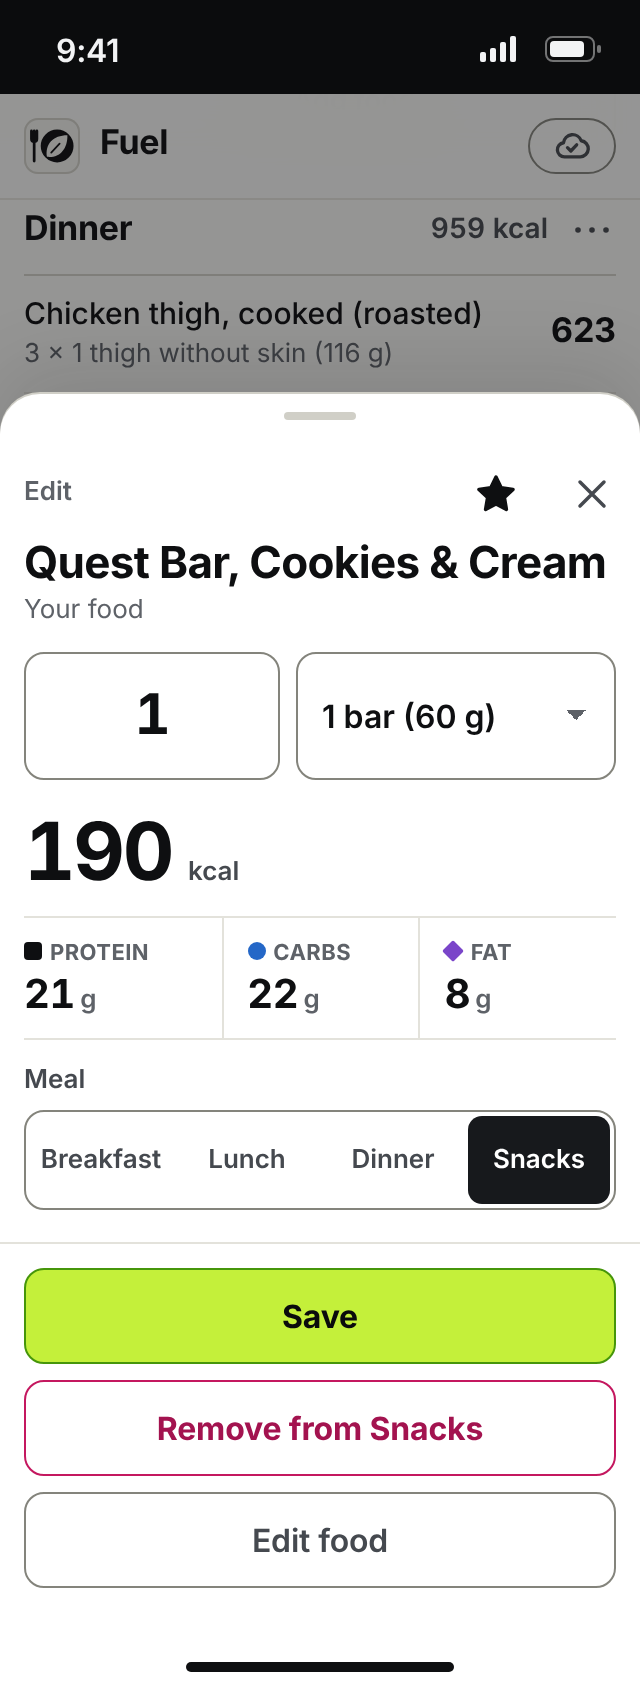 9:41
Fuel
Dinner 959 kcal ...
Chicken thigh, cooked (roasted) 623
3 × 1 thigh without skin (116 g)
Edit
Quest Bar, Cookies & Cream
Your food
1 1 bar (60 g)
190 kcal
PROTEIN CARBS FAT
21 g 22 g 8 g
Meal
Breakfast Lunch Dinner Snacks
Save
Remove from Snacks
Edit food